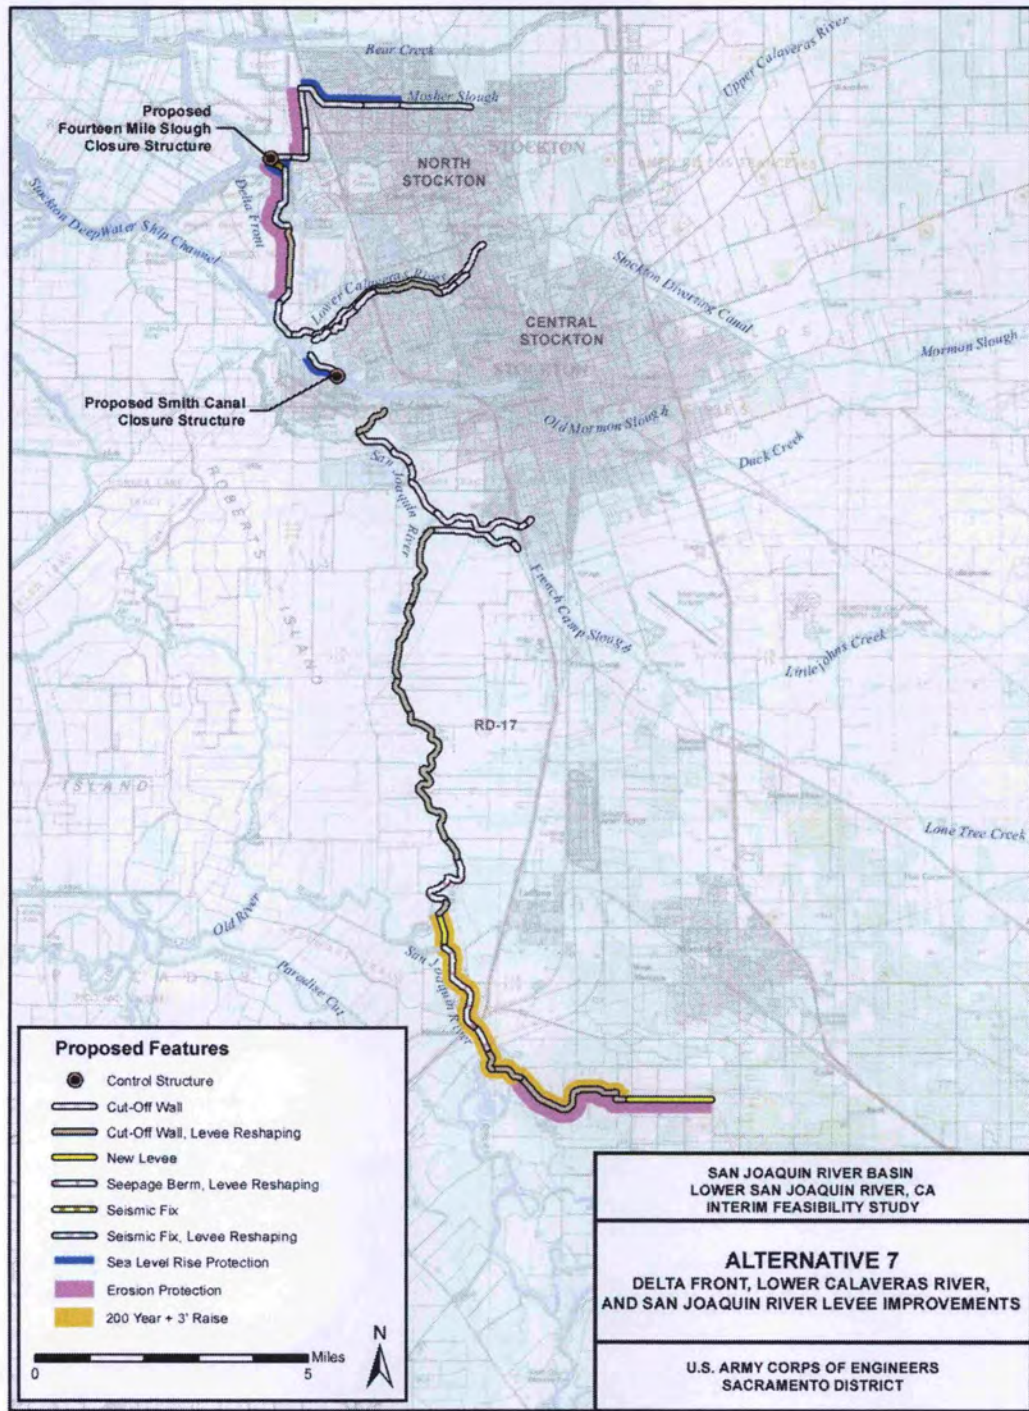 Bear Creek
Upper Calaveras River
Mosher Slough
Proposed
Fourteen Mile Slough
Closure Structure
STOCKTON
NORTH
STOCKTON
Delta Front
Stockton DeepWater Ship Channel
Lower Calaveras River
Stockton Diverting Canal
CENTRAL
STOCKTON
STOCKTON
Mormon Slough
Proposed Smith Canal
Closure Structure
Old Mormon Slough
Duck Creek
San Joaquin River
ROBERTS
ISLAND
French Camp Slough
Littlejohns Creek
RD-17
ISLAND
Lone Tree Creek
Old River
Paradise Cut
San Joaquin River
Proposed Features
Control Structure
Cut-Off Wall
Cut-Off Wall, Levee Reshaping
New Levee
Seepage Berm, Levee Reshaping
Seismic Fix
Seismic Fix, Levee Reshaping
Sea Level Rise Protection
Erosion Protection
200 Year + 3' Raise
N
Miles
0
5
SAN JOAQUIN RIVER BASIN
LOWER SAN JOAQUIN RIVER, CA
INTERIM FEASIBILITY STUDY
ALTERNATIVE 7
DELTA FRONT, LOWER CALAVERAS RIVER,
AND SAN JOAQUIN RIVER LEVEE IMPROVEMENTS
U.S. ARMY CORPS OF ENGINEERS
SACRAMENTO DISTRICT